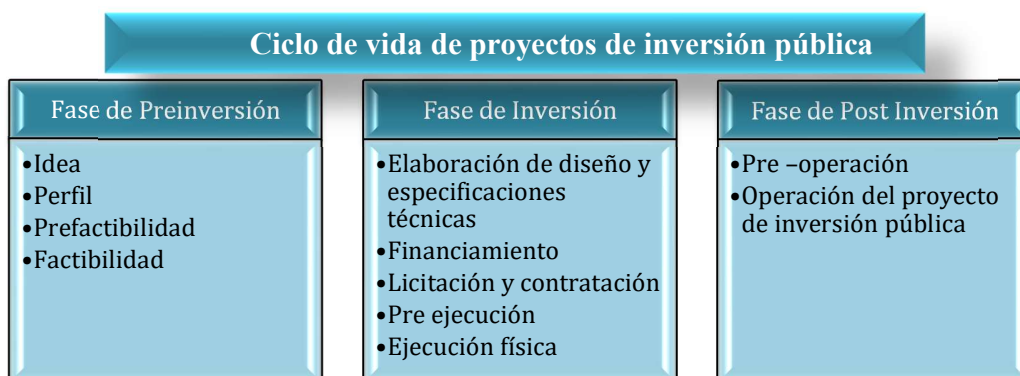 Ciclo de vida de proyectos de inversión pública
Fase de Preinversión
•Idea
•Perfil
•Prefactibilidad
•Factibilidad
Fase de Inversión
•Elaboración de diseño y
especificaciones
técnicas
•Financiamiento
•Licitación y contratación
•Pre ejecución
•Ejecución física
Fase de Post Inversión
•Pre –operación
•Operación del proyecto
de inversión pública